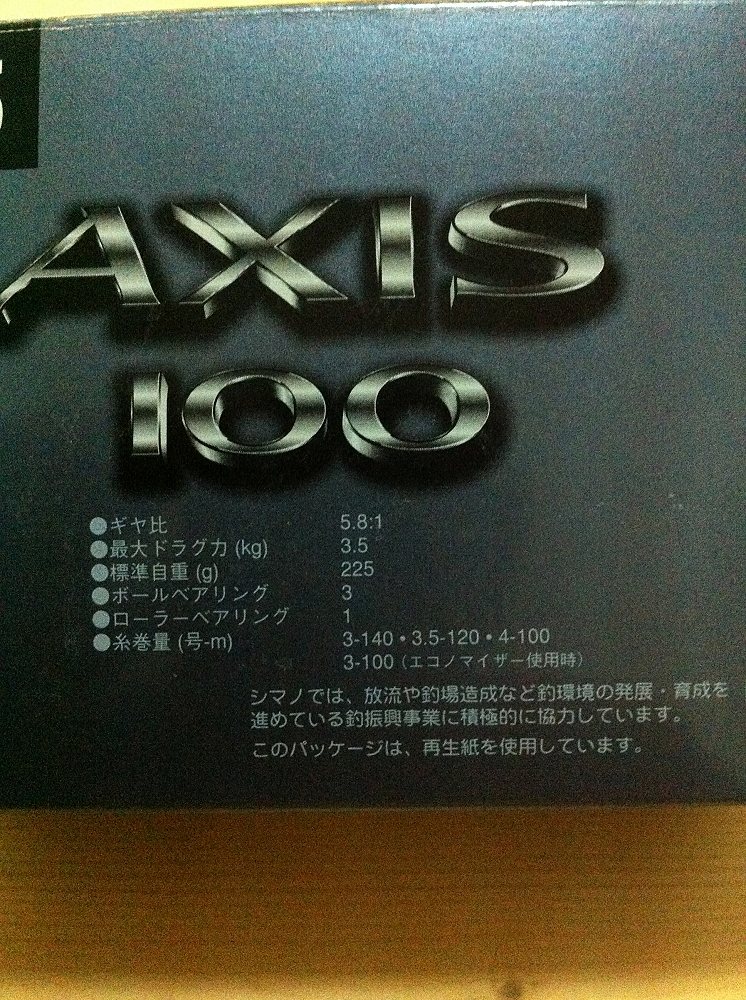 AXIS
100
●ギヤ比 5.8:1
●最大ドラグ力 (kg) 3.5
●標準自重 (g) 225
●ボールベアリング 3
●ローラーベアリング 1
●糸巻量 (号-m) 3-140・3.5-120・4-100
3-100（エコノマイザー使用時）
シマノでは、放流や釣場造成など釣環境の発展・育成を
進めている釣振興事業に積極的に協力しています。
このパッケージは、再生紙を使用しています。